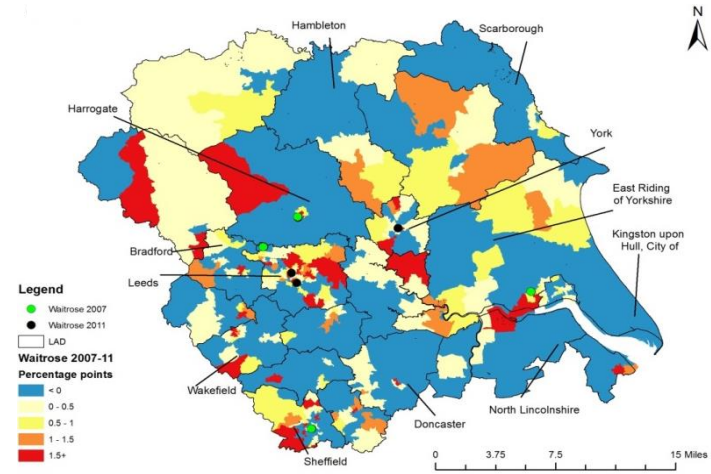 Hambleton
Scarborough
N
Harrogate
York
East Riding
of Yorkshire
Kingston upon
Hull, City of
Bradford
Leeds
Legend
Waitrose 2007
Waitrose 2011
LAD
Waitrose 2007-11
Percentage points
< 0
0 - 0.5
0.5 - 1
1 - 1.5
1.5+
Wakefield
Sheffield
Doncaster
North Lincolnshire
0 3.75 7.5 15 Miles